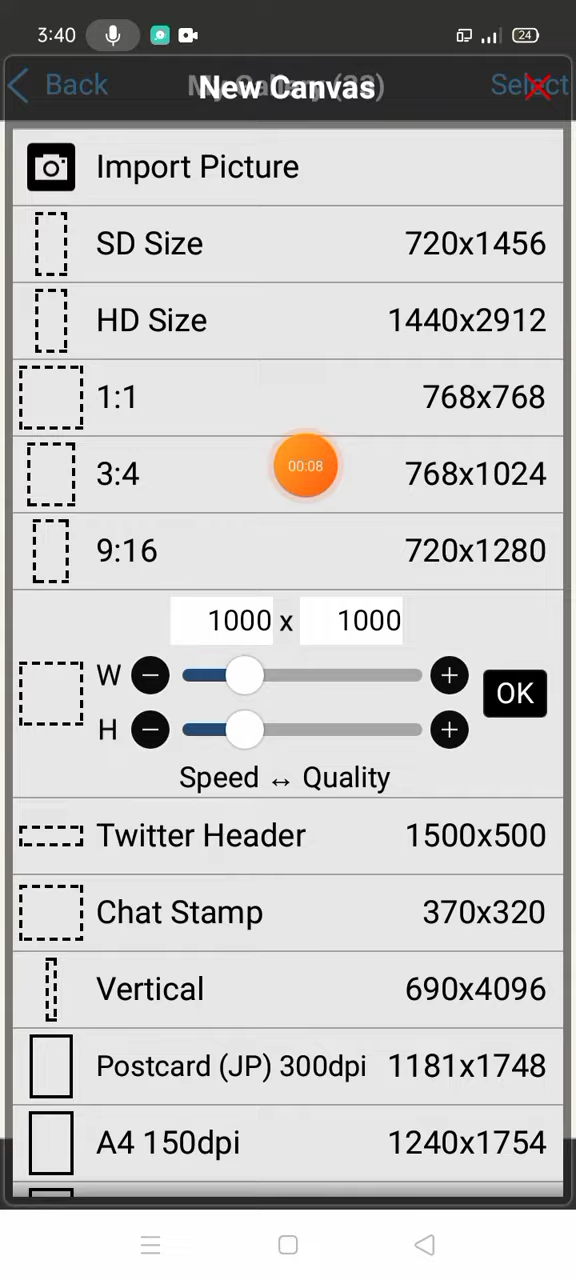 3:40
24
Back
New Canvas
Select
Import Picture
SD Size 720x1456
HD Size 1440x2912
1:1 768x768
3:4 768x1024
00:08
9:16 720x1280
1000 x 1000
W
OK
H
Speed ↔ Quality
Twitter Header 1500x500
Chat Stamp 370x320
Vertical 690x4096
Postcard (JP) 300dpi 1181x1748
A4 150dpi 1240x1754